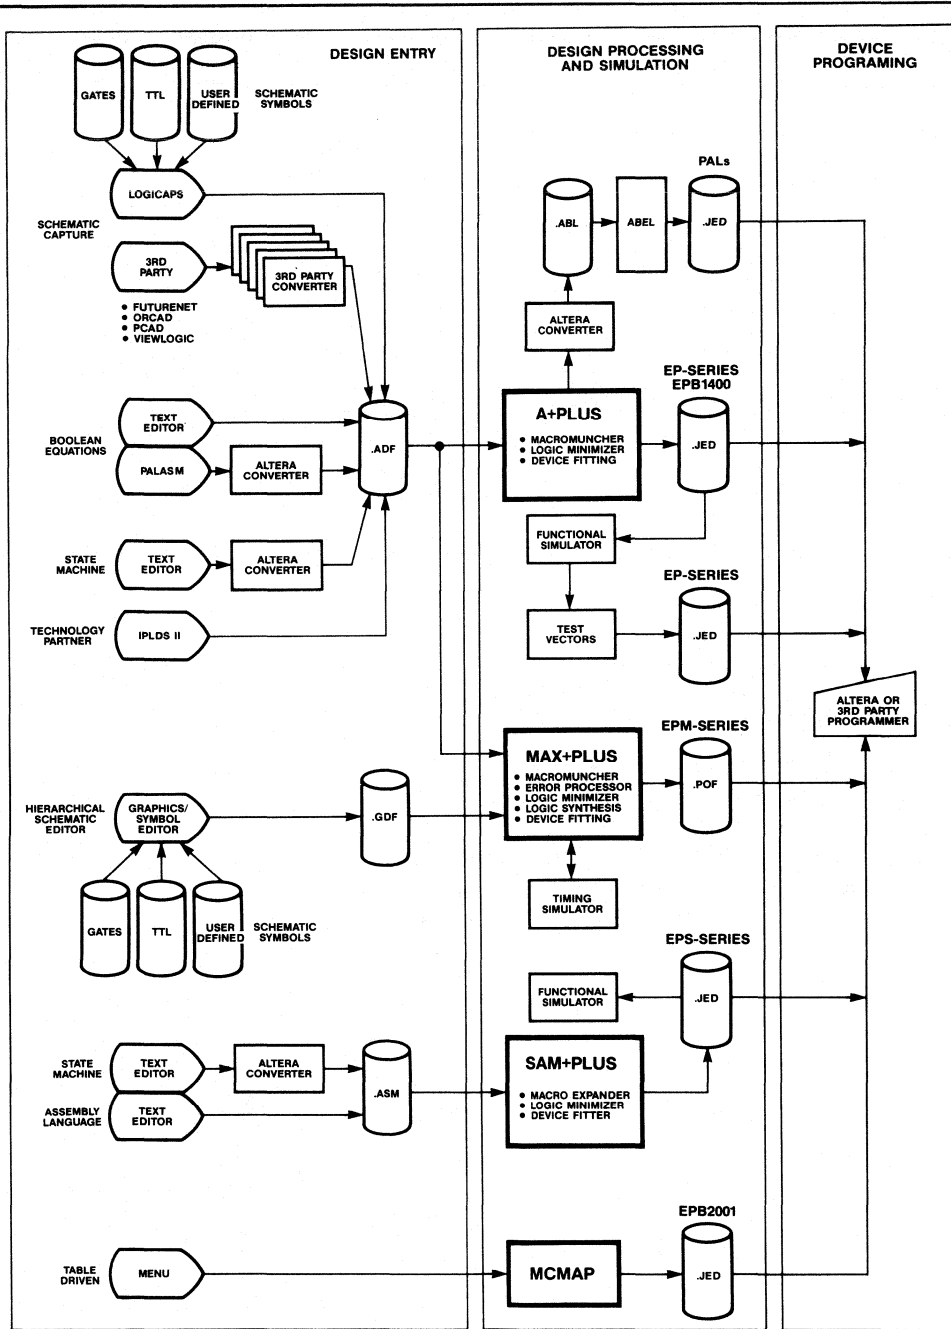 DESIGN ENTRY
GATES
TTL
USER
DEFINED
SCHEMATIC
SYMBOLS
LOGICAPS
SCHEMATIC
CAPTURE
3RD
PARTY
3RD PARTY
CONVERTER
• FUTURENET
• ORCAD
• PCAD
• VIEWLOGIC
BOOLEAN
EQUATIONS
TEXT
EDITOR
PALASM
ALTERA
CONVERTER
.ADF
STATE
MACHINE
TEXT
EDITOR
ALTERA
CONVERTER
TECHNOLOGY
PARTNER
IPLDS II
HIERARCHICAL
SCHEMATIC
EDITOR
GRAPHICS/
SYMBOL
EDITOR
.GDF
GATES
TTL
USER
DEFINED
SCHEMATIC
SYMBOLS
STATE
MACHINE
TEXT
EDITOR
ALTERA
CONVERTER
.ASM
ASSEMBLY
LANGUAGE
TEXT
EDITOR
TABLE
DRIVEN
MENU
DESIGN PROCESSING
AND SIMULATION
PALs
.ABL
ABEL
.JED
ALTERA
CONVERTER
EP-SERIES
EPB1400
A+PLUS
• MACROMUNCHER
• LOGIC MINIMIZER
• DEVICE FITTING
.JED
FUNCTIONAL
SIMULATOR
EP-SERIES
TEST
VECTORS
.JED
EPM-SERIES
MAX+PLUS
• MACROMUNCHER
• ERROR PROCESSOR
• LOGIC MINIMIZER
• LOGIC SYNTHESIS
• DEVICE FITTING
.POF
TIMING
SIMULATOR
EPS-SERIES
FUNCTIONAL
SIMULATOR
.JED
SAM+PLUS
• MACRO EXPANDER
• LOGIC MINIMIZER
• DEVICE FITTER
EPB2001
MCMAP
.JED
DEVICE
PROGRAMING
ALTERA OR
3RD PARTY
PROGRAMMER